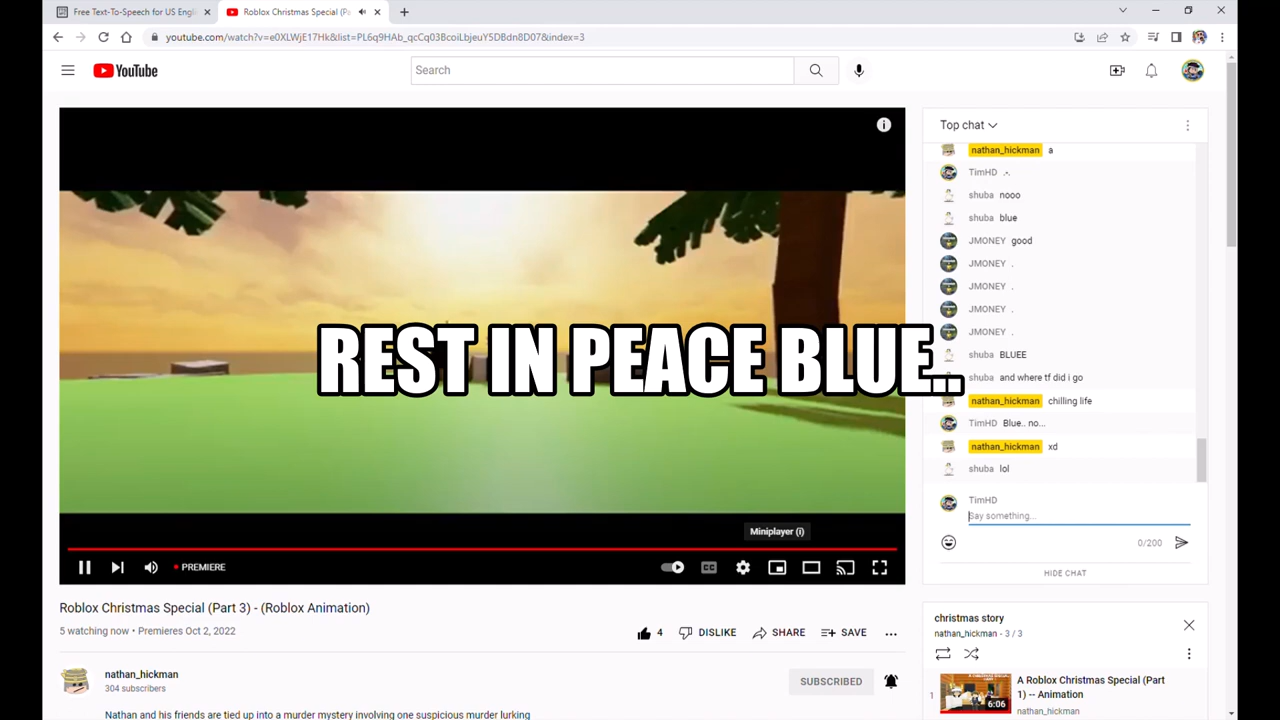 Free Text-To-Speech for US Engli
Roblox Christmas Special (Pa
youtube.com/watch?v=e0XLWjE17Hk&list=PL6q9HAb_qcCq03BcoiLbjeuY5DBdn8D07&index=3
YouTube
Search
Top chat
nathan_hickman a
TimHD .-.
shuba nooo
shuba blue
JMONEY good
JMONEY .
JMONEY .
JMONEY .
JMONEY .
shuba BLUEE
shuba and where tf did i go
nathan_hickman chilling life
TimHD Blue.. no...
nathan_hickman xd
shuba lol
TimHD
Say something...
0/200
HIDE CHAT
REST IN PEACE BLUE..
Miniplayer (i)
PREMIERE
CC
Roblox Christmas Special (Part 3) - (Roblox Animation)
5 watching now • Premieres Oct 2, 2022
4 DISLIKE SHARE SAVE
nathan_hickman
304 subscribers
SUBSCRIBED
Nathan and his friends are tied up into a murder mystery involving one suspicious murder lurking
christmas story
nathan_hickman - 3 / 3
1
6:06
A Roblox Christmas Special (Part
1) -- Animation
nathan_hickman